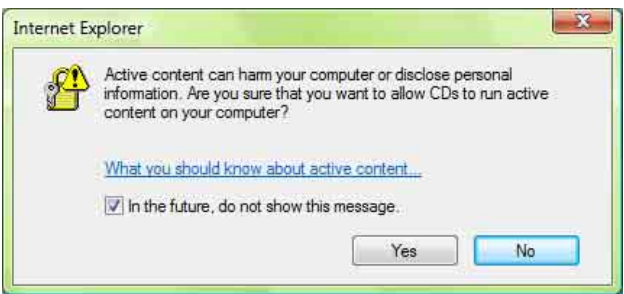 Internet Explorer
Active content can harm your computer or disclose personal
information. Are you sure that you want to allow CDs to run active
content on your computer?
What you should know about active content...
In the future, do not show this message.
Yes No